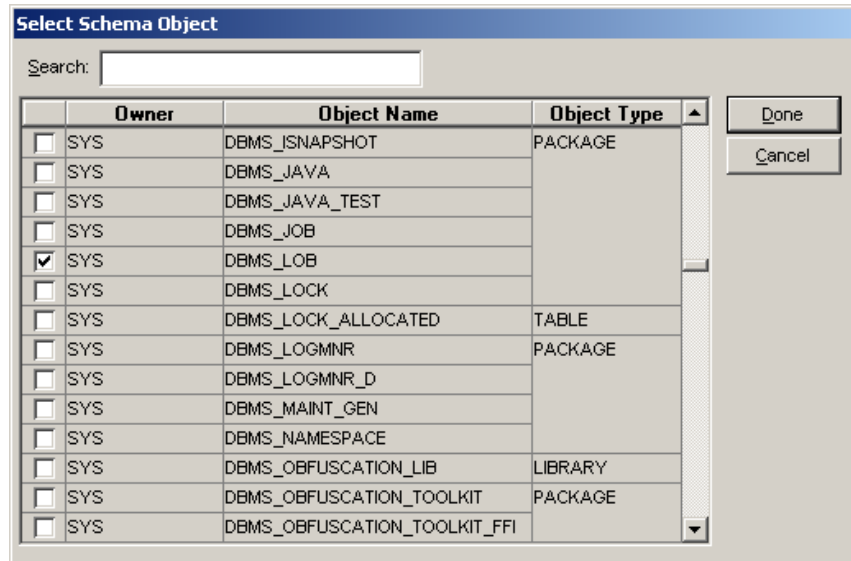 Select Schema Object
Search:
Owner Object Name Object Type Done
SYS DBMS_ISNAPSHOT PACKAGE
Cancel
SYS DBMS_JAVA
SYS DBMS_JAVA_TEST
SYS DBMS_JOB
SYS DBMS_LOB
SYS DBMS_LOCK
SYS DBMS_LOCK_ALLOCATED TABLE
SYS DBMS_LOGMNR PACKAGE
SYS DBMS_LOGMNR_D
SYS DBMS_MAINT_GEN
SYS DBMS_NAMESPACE
SYS DBMS_OBFUSCATION_LIB LIBRARY
SYS DBMS_OBFUSCATION_TOOLKIT PACKAGE
SYS DBMS_OBFUSCATION_TOOLKIT_FFI